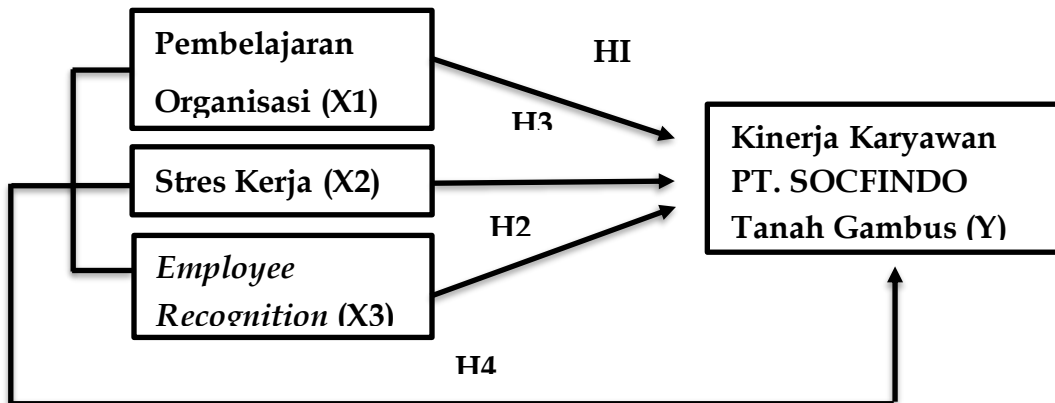 Pembelajaran
Organisasi (X1)
HI
H3
Stres Kerja (X2)
H2
Employee
Recognition (X3)
Kinerja Karyawan
PT. SOCFINDO
Tanah Gambus (Y)
H4